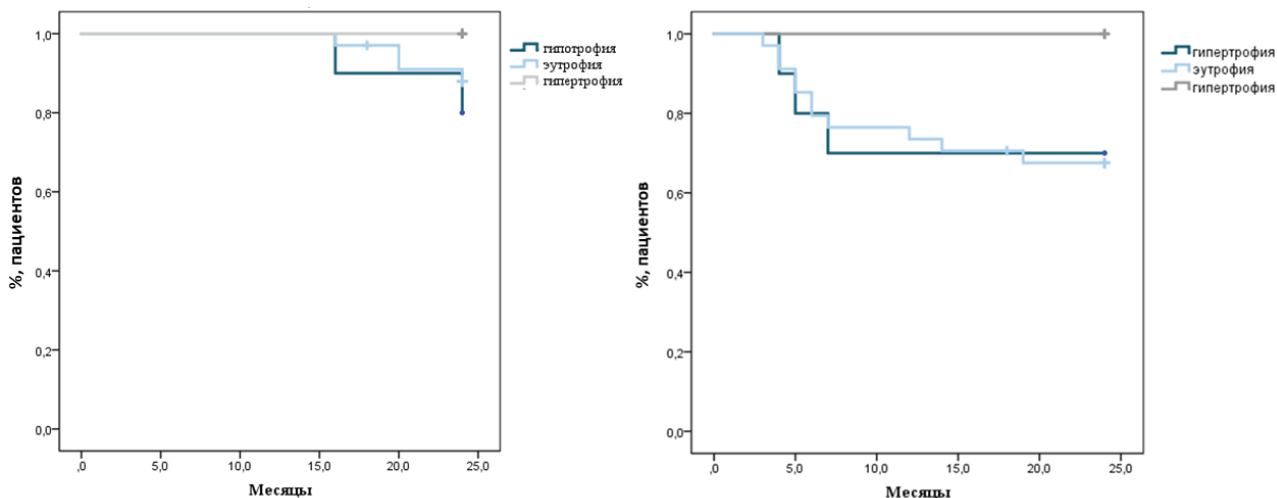 %, пациентов
1,0
0,8
0,6
0,4
0,2
0,0
,0
5,0
10,0
15,0
20,0
25,0
Месяцы
гипотрофия
эутрофия
гипертрофия
%, пациентов
1,0
0,8
0,6
0,4
0,2
0,0
,0
5,0
10,0
15,0
20,0
25,0
Месяцы
гипертрофия
эутрофия
гипертрофия